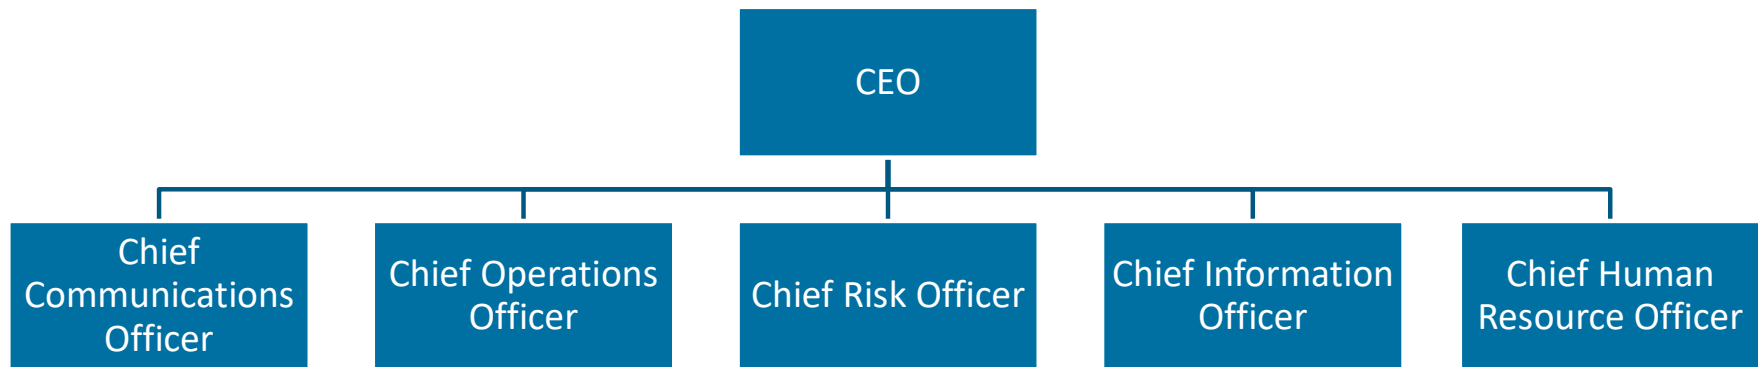 CEO
Chief
Communications
Officer
Chief Operations
Officer
Chief Risk Officer
Chief Information
Officer
Chief Human
Resource Officer